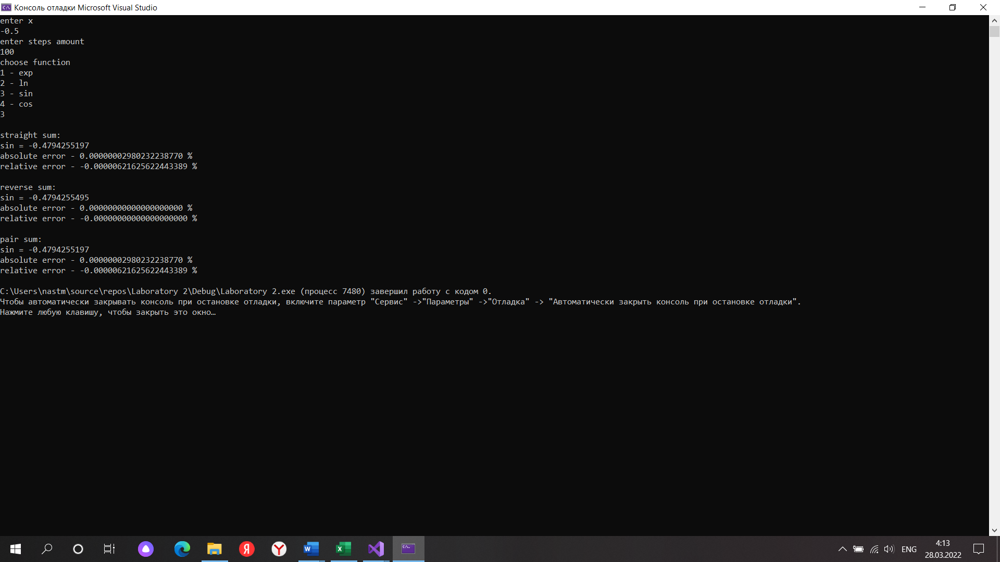 Консоль отладки Microsoft Visual Studio
enter x
-0.5
enter steps amount
100
choose function
1 - exp
2 - ln
3 - sin
4 - cos
3
straight sum:
sin = -0.4794255197
absolute error - 0.00000002980232238770 %
relative error - -0.00000621625622443389 %
reverse sum:
sin = -0.4794255495
absolute error - 0.00000000000000000000 %
relative error - -0.00000000000000000000 %
pair sum:
sin = -0.4794255197
absolute error - 0.00000002980232238770 %
relative error - -0.00000621625622443389 %
C:\Users\nastm\source\repos\Laboratory 2\Debug\Laboratory 2.exe (процесс 7480) завершил работу с кодом 0.
Чтобы автоматически закрывать консоль при остановке отладки, включите параметр "Сервис" ->"Параметры" ->"Отладка" -> "Автоматически закрыть консоль при остановке отладки".
Нажмите любую клавишу, чтобы закрыть это окно…
ENG
4:13
28.03.2022